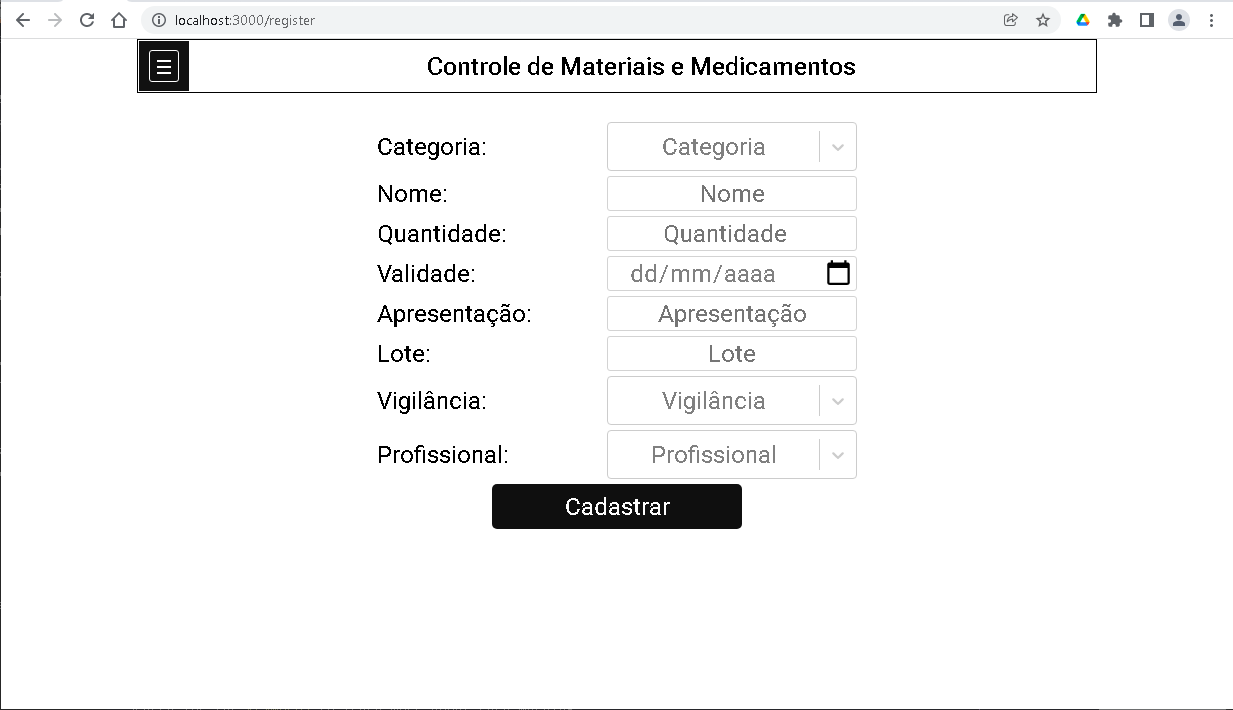 localhost:3000/register
Controle de Materiais e Medicamentos
Categoria: Categoria
Nome: Nome
Quantidade: Quantidade
Validade: dd/mm/aaaa
Apresentação: Apresentação
Lote: Lote
Vigilância: Vigilância
Profissional: Profissional
Cadastrar